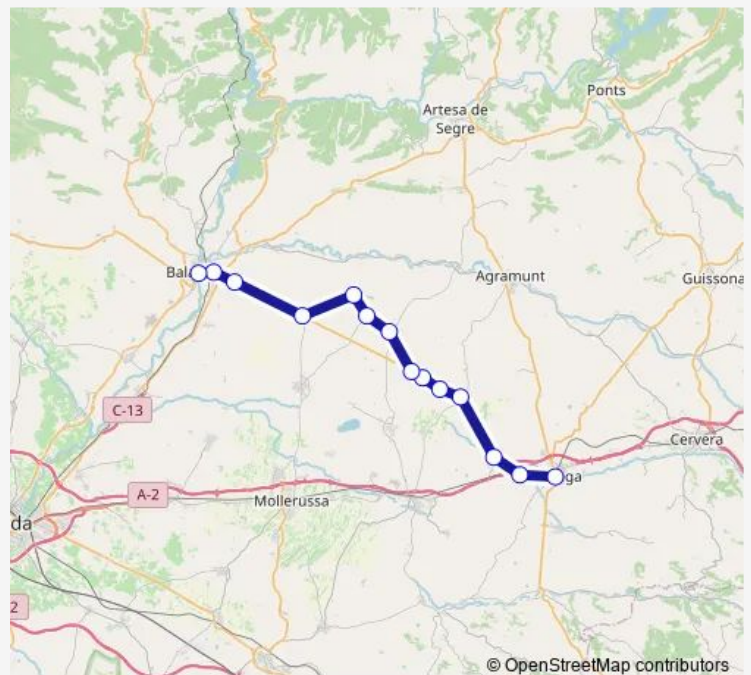 Ponts
Artesa de
Segre
Bal
Agramunt
Guissona
C-13
Cervera
A-2
Mollerussa
ga
da
2
© OpenStreetMap contributors